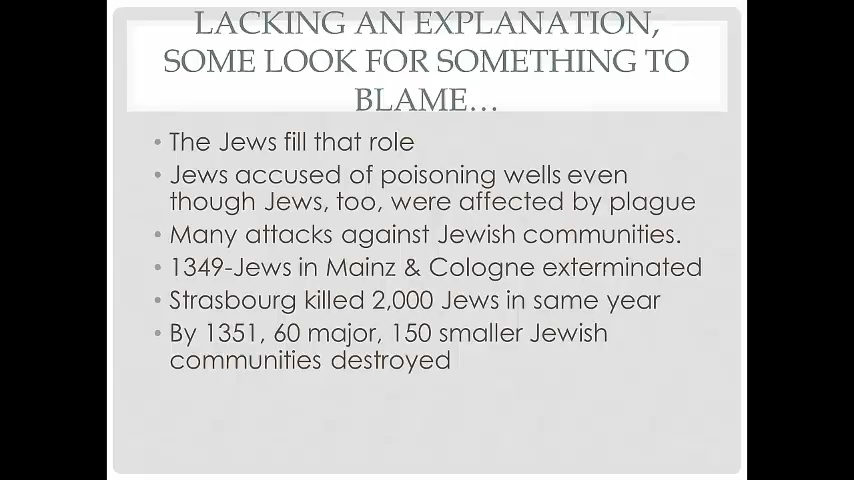 LACKING AN EXPLANATION,
SOME LOOK FOR SOMETHING TO
BLAME…
• The Jews fill that role
• Jews accused of poisoning wells even
though Jews, too, were affected by plague
• Many attacks against Jewish communities.
• 1349-Jews in Mainz & Cologne exterminated
• Strasbourg killed 2,000 Jews in same year
• By 1351, 60 major, 150 smaller Jewish
communities destroyed